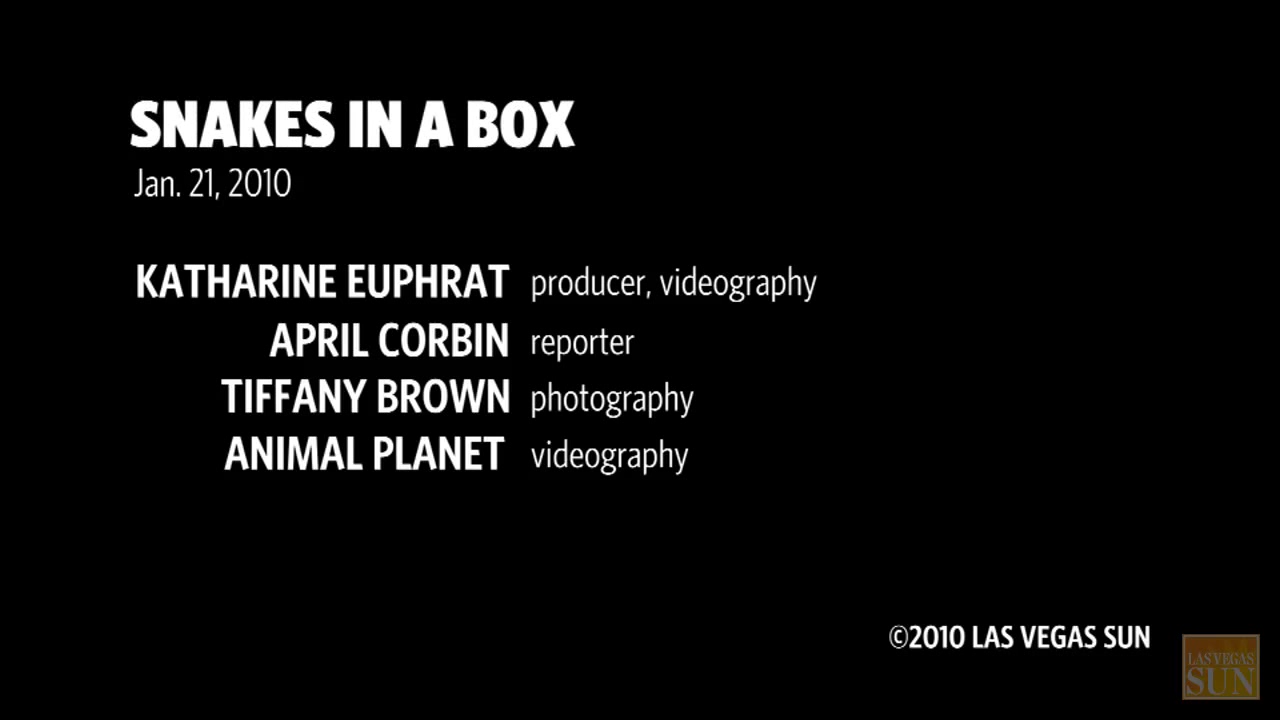 SNAKES IN A BOX
Jan. 21, 2010
KATHARINE EUPHRAT producer, videography
APRIL CORBIN reporter
TIFFANY BROWN photography
ANIMAL PLANET videography
©2010 LAS VEGAS SUN
LAS VEGAS
SUN